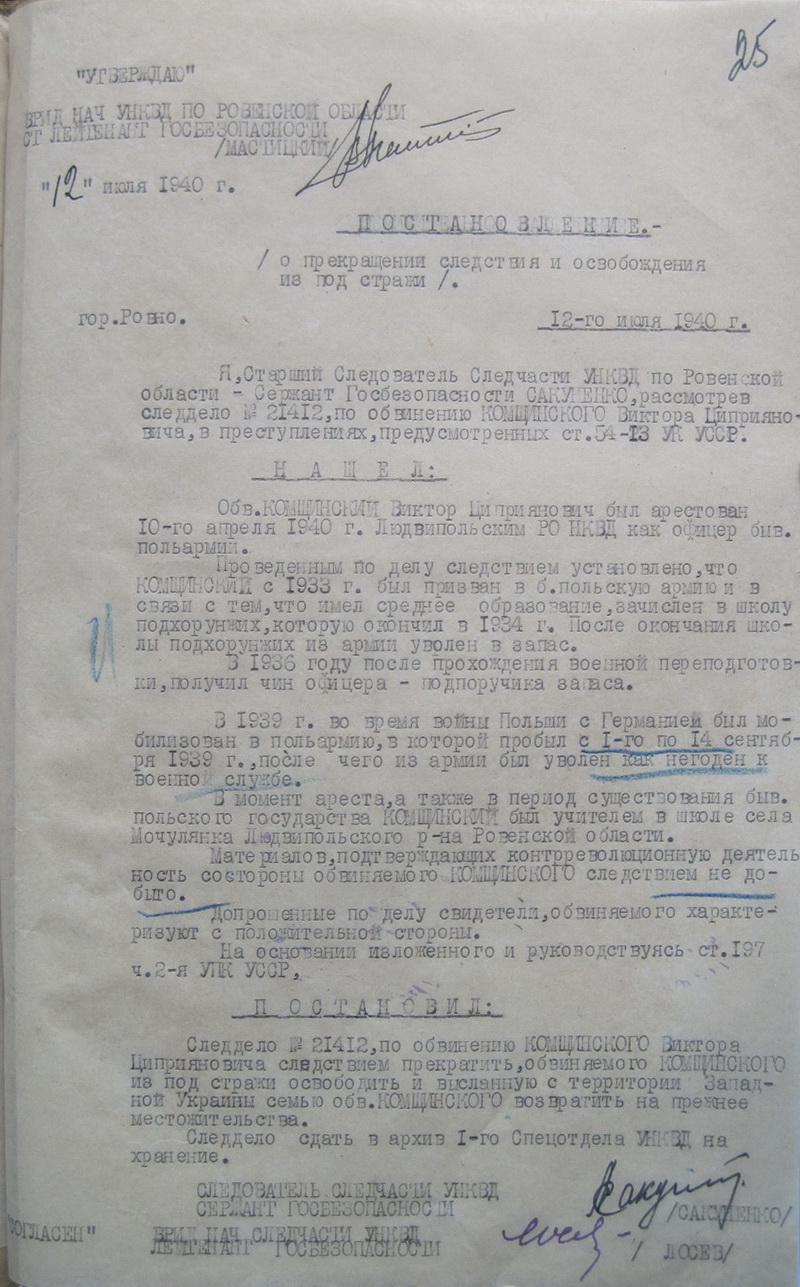 25
"УТВЕРЖДАЮ"
ВРИД НАЧ УНКВД ПО РОВЕНСКОЙ ОБЛАСТИ
СТ ЛЕЙТЕНАНТ ГОСБЕЗОПАСНОСТИ
/МАСТИЦКИЙ/
"12" июля 1940 г.
ПОСТАНОВЛЕНИЕ.-
/ о прекращении следствия и освобождения
из под стражи /.
гор.Ровно.
12-го июля 1940 г.
Я,Старший Следователь Следчасти УНКВД по Ровенской
области - Сержант Госбезопасности САКУЛЕНКО,рассмотрев
следдело № 21412,по обвинению КОМЩИНСКОГО Виктора Циприяно-
вича,в преступлениях,предусмотренных ст.54-13 УК УССР.
НАШЕЛ:
Обв.КОМЩИНСКИЙ Виктор Циприянович был арестован
10-го апреля 1940 г. Людвипольским РО НКВД как офицер быв.
польармии.
Проведенным по делу следствием установлено,что
КОМЩИНСКИЙ с 1933 г. был призван в б.польскую армию и в
связи с тем,что имел среднее образование,зачислен в школу
подхорунжих,которую окончил в 1934 г. После окончания шко-
лы подхорунжих из армии уволен в запас.
В 1936 году после прохождения военной переподготов-
ки,получил чин офицера - подпоручика запаса.
В 1939 г. во время войны Польши с Германией был мо-
билизован в польармию,в которой пробыл с I-го по 14 сентяб-
ря 1939 г.,после чего из армии был уволен как негоден к
военной службе.
В момент ареста,а также в период существования быв.
польского государства КОМЩИНСКИЙ был учителем в школе села
Мочулянка Людвипольского р-на Ровенской области.
Материалов,подтверждающих контрреволюционную деятель
ность состороны обвиняемого КОМЩИНСКОГО следствием не до-
быто.
Допрошенные по делу свидетели,обвиняемого характе-
ризуют с положительной стороны.
На основании изложенного и руководствуясь ст.197
ч.2-я УПК УССР,
ПОСТАНОВИЛ:
Следдело № 21412,по обвинению КОМЩИНСКОГО Виктора
Циприяновича следствием прекратить,обвиняемого КОМЩИНСКОГО
из под стражи освободить и высланную с территории Запад-
ной Украины семью обв.КОМЩИНСКОГО возвратить на прежнее
местожительства.
Следдело сдать в архив I-го Спецотдела УНКВД на
хранение.
СЛЕДОВАТЕЛЬ СЛЕДЧАСТИ УНКВД
СЕРЖАНТ ГОСБЕЗОПАСНОСТИ
/САКУЛЕНКО/
СОГЛАСЕН" ВРИД НАЧ СЛЕДЧАСТИ УНКВД
ЛЕЙТЕНАНТ ГОСБЕЗОПАСНОСТИ
/ ЛОСЕВ/